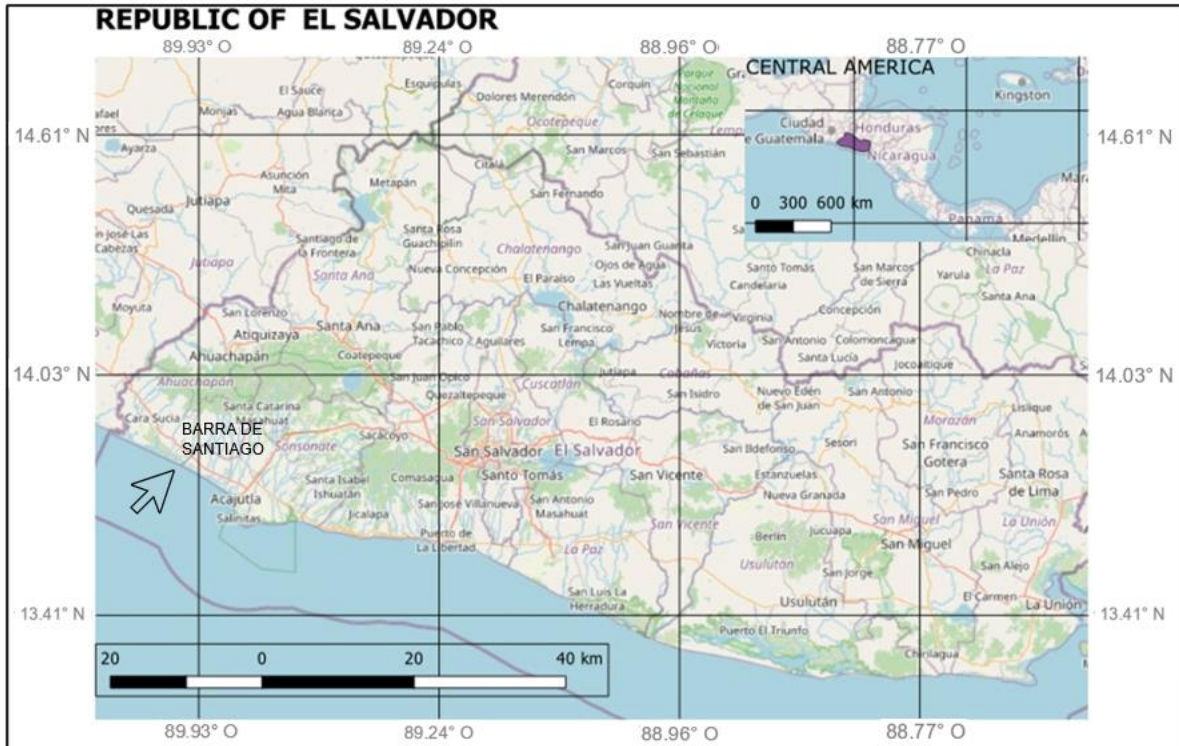 REPUBLIC OF EL SALVADOR
89.93° O
89.24° O
88.96° O
88.77° O
CENTRAL AMERICA
Esquipulas
Dolores Merendón
Corquin
Parque
Nacional
Montaña
de Celaque
Kingston
El Sauce
Monjas
Agua Blanca
Ocotepeque
Ciudad
Guatemala
Honduras
Nicaragua
14.61° N
14.61° N
Ayarza
Citalá
San Marcos
San Sebastián
Asunción
Mita
Metapán
Jutiapa
San Fernando
Quesada
0 300 600 km
Panama
Medellin
Cabezas
Santa Rosa
Guachipilin
Santiago de
la Frontera
Chalatenango
San Juan Guarita
Chinacla
Jutiapa
Santa Ana
Nueva Concepción
El Paraíso
Ojos de Agua
Las Vueltas
Santo Tomás
Candelaria
San Marcos
de Sierra
Yarula
La Paz
Santa Ana
Moyuta
San Lorenzo
Chalatenango
Atiquizaya
Santa Ana
San Pablo
Tacachico
Aguilares
San Francisco
Lempa
Nombre de
Jesús
Virginia
Concepción
Victoria
San Antonio
Colomoncagua
Santa Lucía
Ahuachapán
Coatepeque
Jutiapa
Cabañas
Jocoaitique
14.03° N
14.03° N
Ahuachapán
San Juan Opico
Cuscatlán
Quezaltepeque
San Isidro
Nuevo Edén
de San Juan
San Antonio
Cara Sucia
Santa Catarina
Masahuat
San Salvador
El Rosario
Morazán
Lislique
BARRA DE
SANTIAGO
Sonsonate
Sacacoyo
Anamorós
San Salvador
El Salvador
San Ildefonso
Sesori
San Francisco
Gotera
Santa Isabel
Ishuatán
Comasagua
Santo Tomás
San Vicente
Estanzuelas
Santa Rosa
de Lima
Acajutla
Nueva Granada
San Pedro
Salinitas
Jicalapa
San José Villanueva
San Antonio
Masahuat
San Vicente
San Miguel
La Unión
Puerto de
La Libertad
La Paz
Berlín
Jucuapa
San Miguel
Usulután
San Jorge
San Alejo
San Luis La
Herradura
El Carmen
Usulután
La Unión
13.41° N
13.41° N
Puerto El Triunfo
Chirilagua
20 0 20 40 km
89.93° O
89.24° O
88.96° O
88.77° O